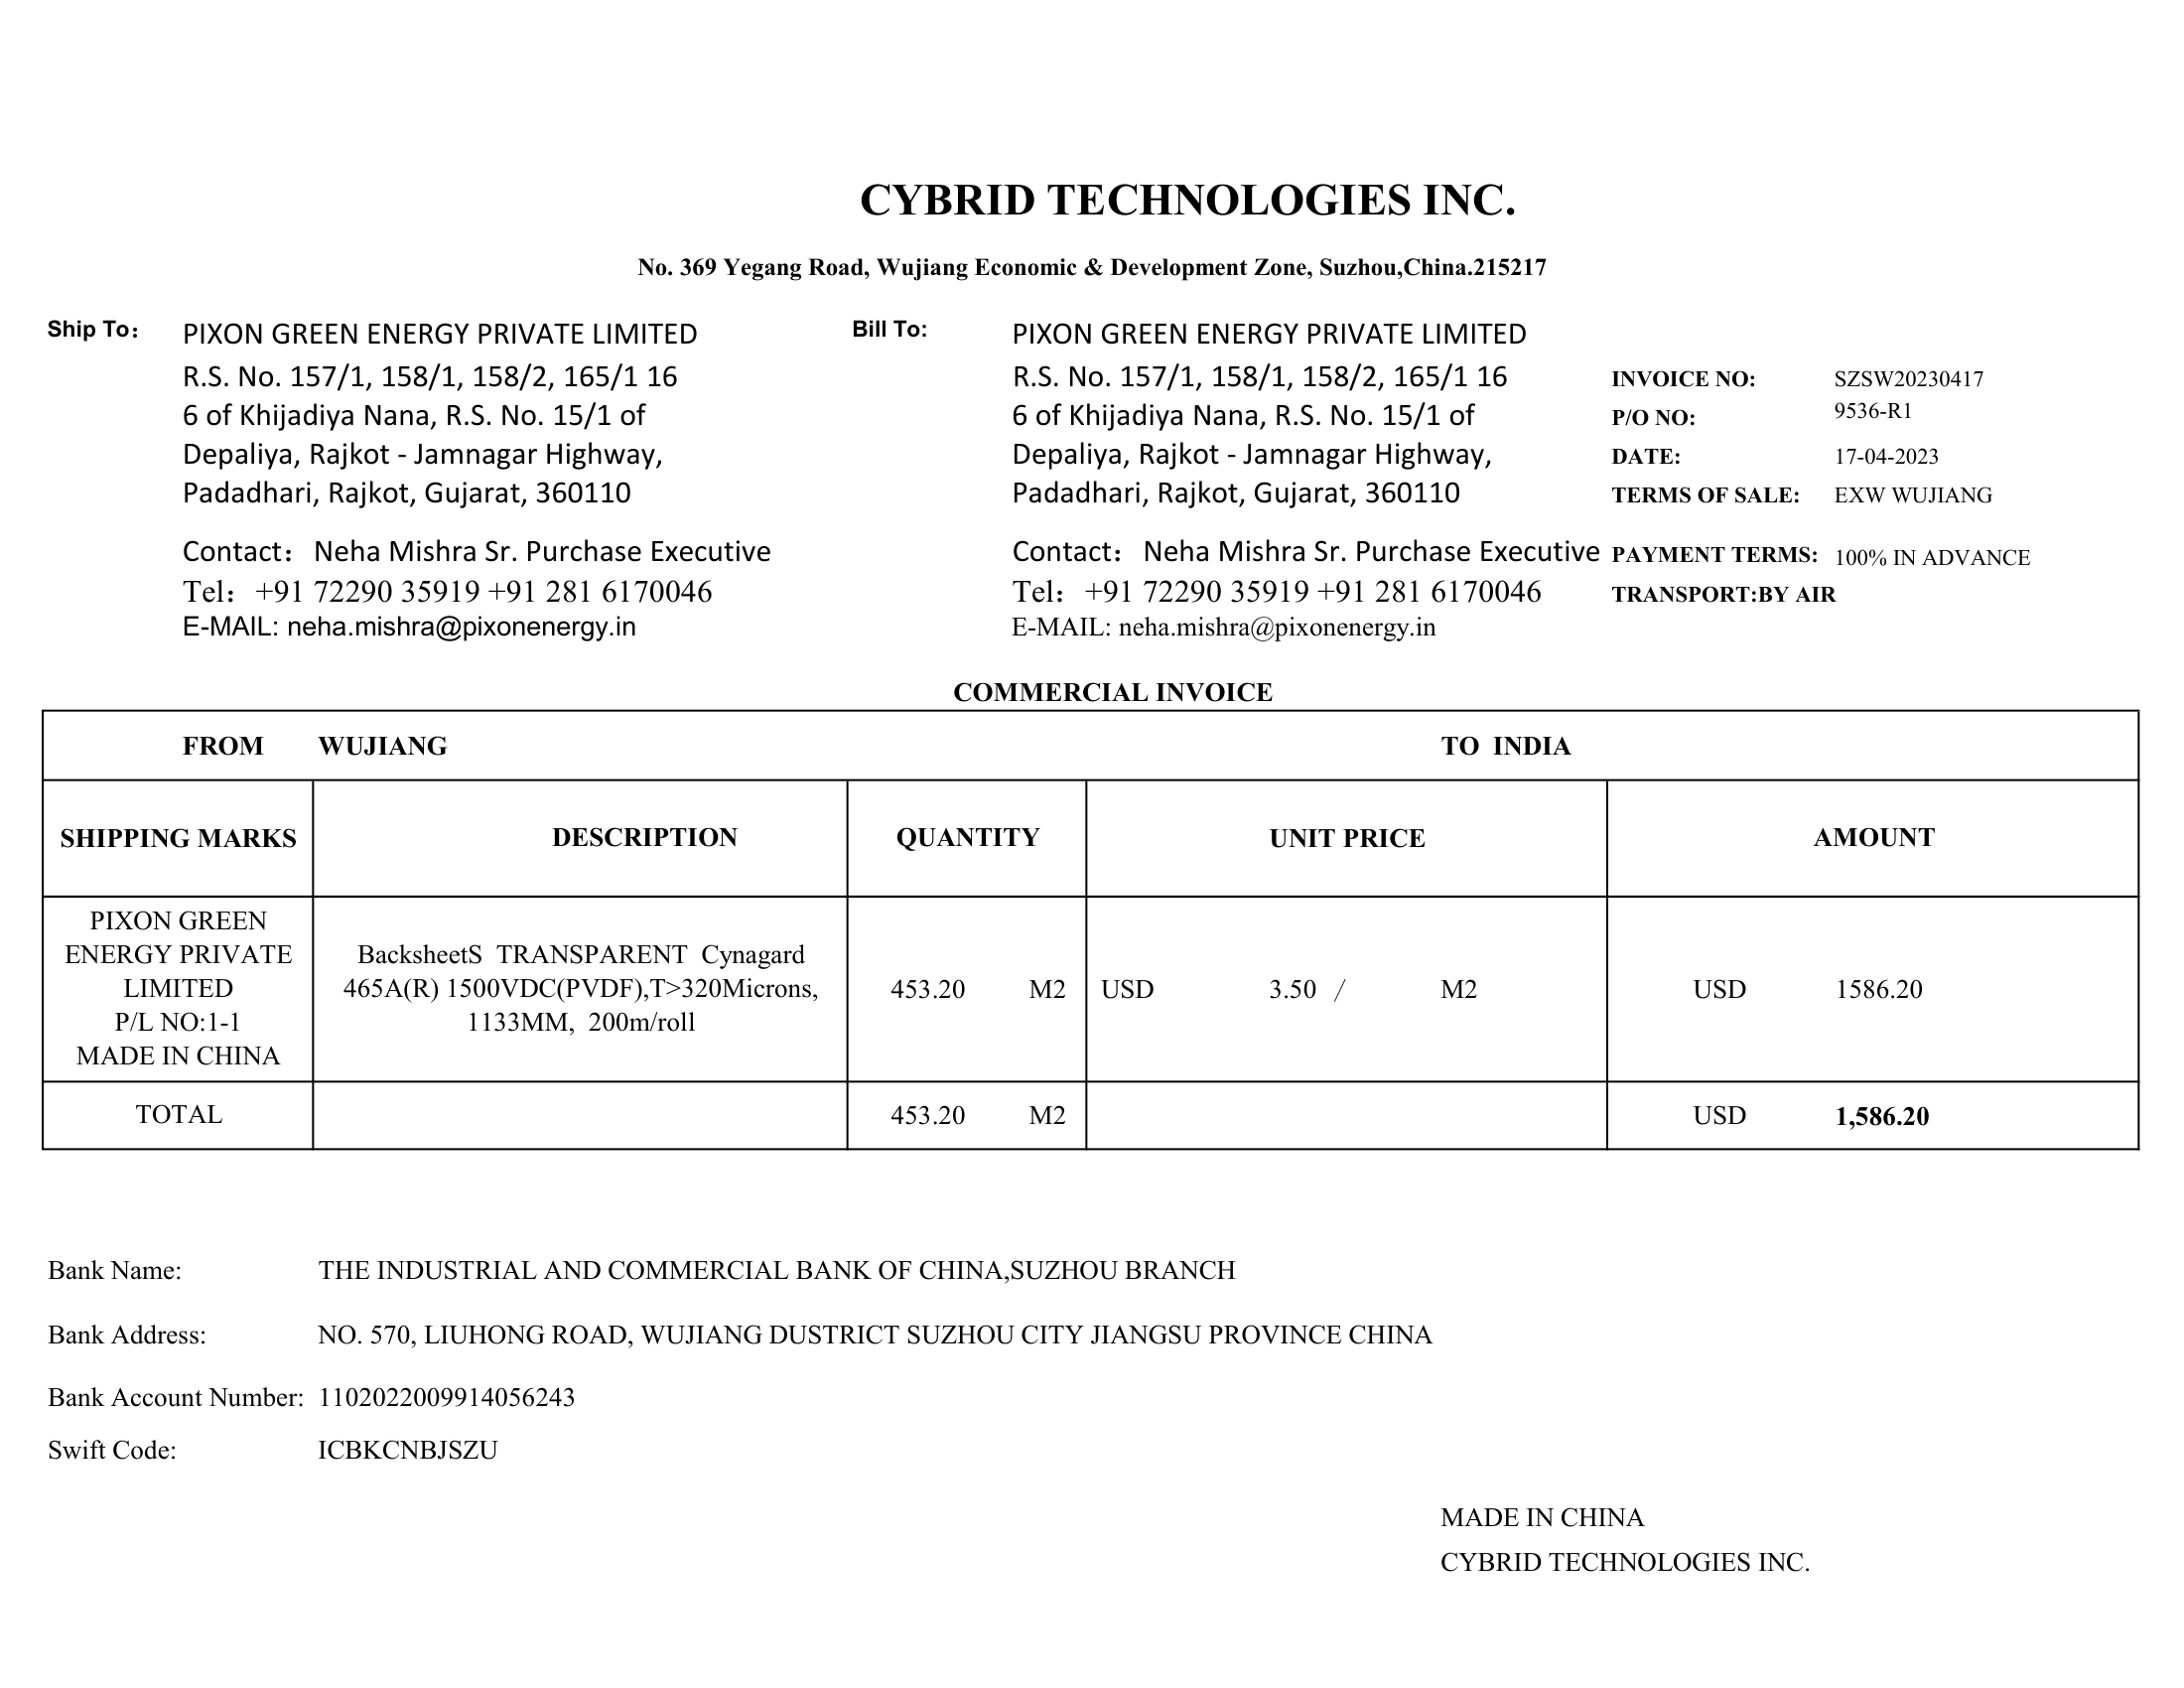 CYBRID TECHNOLOGIES INC.
No. 369 Yegang Road, Wujiang Economic & Development Zone, Suzhou,China.215217
Ship To： PIXON GREEN ENERGY PRIVATE LIMITED
R.S. No. 157/1, 158/1, 158/2, 165/1 16
6 of Khijadiya Nana, R.S. No. 15/1 of
Depaliya, Rajkot - Jamnagar Highway,
Padadhari, Rajkot, Gujarat, 360110
Contact： Neha Mishra Sr. Purchase Executive
Tel： +91 72290 35919 +91 281 6170046
E-MAIL: neha.mishra@pixonenergy.in
Bill To: PIXON GREEN ENERGY PRIVATE LIMITED
R.S. No. 157/1, 158/1, 158/2, 165/1 16
6 of Khijadiya Nana, R.S. No. 15/1 of
Depaliya, Rajkot - Jamnagar Highway,
Padadhari, Rajkot, Gujarat, 360110
Contact： Neha Mishra Sr. Purchase Executive
Tel： +91 72290 35919 +91 281 6170046
E-MAIL: neha.mishra@pixonenergy.in
INVOICE NO: SZSW20230417
P/O NO: 9536-R1
DATE: 17-04-2023
TERMS OF SALE: EXW WUJIANG
PAYMENT TERMS: 100% IN ADVANCE
TRANSPORT:BY AIR
COMMERCIAL INVOICE
FROM WUJIANG TO INDIA
SHIPPING MARKS DESCRIPTION QUANTITY UNIT PRICE AMOUNT
PIXON GREEN
ENERGY PRIVATE
LIMITED
P/L NO:1-1
MADE IN CHINA
BacksheetS TRANSPARENT Cynagard
465A(R) 1500VDC(PVDF),T>320Microns,
1133MM, 200m/roll
453.20 M2 USD 3.50 / M2 USD 1586.20
TOTAL 453.20 M2 USD 1,586.20
Bank Name: THE INDUSTRIAL AND COMMERCIAL BANK OF CHINA,SUZHOU BRANCH
Bank Address: NO. 570, LIUHONG ROAD, WUJIANG DUSTRICT SUZHOU CITY JIANGSU PROVINCE CHINA
Bank Account Number: 1102022009914056243
Swift Code: ICBKCNBJSZU
MADE IN CHINA
CYBRID TECHNOLOGIES INC.